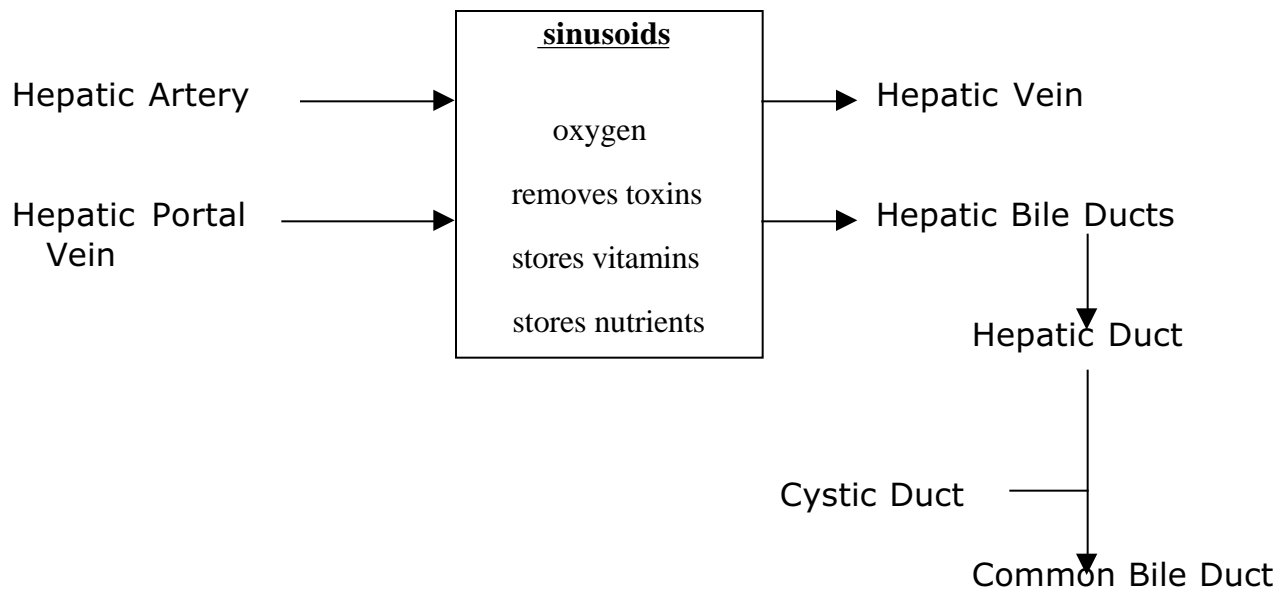 sinusoids
Hepatic Artery
Hepatic Vein
oxygen
removes toxins
Hepatic Portal
Vein
Hepatic Bile Ducts
stores vitamins
stores nutrients
Hepatic Duct
Cystic Duct
Common Bile Duct